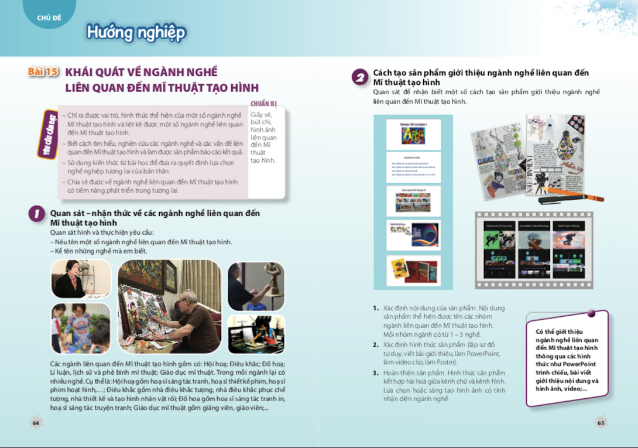 CHỦ ĐỀ
Hướng nghiệp
Bài 15
KHÁI QUÁT VỀ NGÀNH NGHỀ
LIÊN QUAN ĐẾN MĨ THUẬT TẠO HÌNH
YÊU CẦU CẦN ĐẠT
– Chỉ ra được vai trò, hình thức thể hiện của một số ngành nghề
Mĩ thuật tạo hình và liệt kê được một số ngành nghề liên quan
đến Mĩ thuật tạo hình.
– Biết cách tìm hiểu, nghiên cứu các ngành nghề và các vấn đề liên
quan đến Mĩ thuật tạo hình và làm được sản phẩm báo cáo kết quả.
– Sử dụng kiến thức từ bài học để đưa ra quyết định lựa chọn
nghề nghiệp tương lai của bản thân.
– Chia sẻ được về ngành nghề liên quan đến Mĩ thuật tạo hình
có tiềm năng phát triển trong tương lai.
CHUẨN BỊ
Giấy vẽ,
bút chì,
hình ảnh
liên quan
đến Mĩ
thuật
tạo hình.
1
Quan sát – nhận thức về các ngành nghề liên quan đến
Mĩ thuật tạo hình
Quan sát hình và thực hiện yêu cầu:
– Nêu tên một số ngành nghề liên quan đến Mĩ thuật tạo hình.
– Kể tên những nghề mà em biết.
Các ngành liên quan đến Mĩ thuật tạo hình gồm có: Hội hoạ; Điêu khắc; Đồ hoạ;
Lí luận, lịch sử và phê bình mĩ thuật; Giáo dục mĩ thuật. Trong mỗi ngành lại có
nhiều nghề. Cụ thể là: Hội hoạ gồm hoạ sĩ sáng tác tranh, hoạ sĩ thiết kế phim, hoạ sĩ
phim hoạt hình,…; Điêu khắc gồm nhà điêu khắc tượng, nhà điêu khắc phục chế
tượng, nhà thiết kế và tạo hình nhân vật rối; Đồ hoạ gồm hoạ sĩ sáng tác tranh in,
hoạ sĩ sáng tác truyện tranh; Giáo dục mĩ thuật gồm giảng viên, giáo viên;...
64
2
Cách tạo sản phẩm giới thiệu ngành nghề liên quan đến
Mĩ thuật tạo hình
Quan sát để nhận biết một số cách tạo sản phẩm giới thiệu ngành nghề
liên quan đến Mĩ thuật tạo hình.
1. Xác định nội dung của sản phẩm. Nội dung
sản phẩm thể hiện được tên các nhóm
ngành liên quan đến Mĩ thuật tạo hình.
Mỗi nhóm ngành có từ 1 – 3 nghề.
2. Xác định hình thức sản phẩm (lập sơ đồ
tư duy, viết bài giới thiệu, làm PowerPoint,
làm video clip, làm Poster).
3. Hoàn thiện sản phẩm. Hình thức sản phẩm
kết hợp hài hoà giữa kênh chữ và kênh hình.
Lựa chọn hoặc sáng tạo hình ảnh có tính
nhận diện ngành nghề.
Có thể giới thiệu
ngành nghề liên quan
đến Mĩ thuật tạo hình
thông qua các hình
thức như PowerPoint
trình chiếu, bài viết
giới thiệu nội dung và
hình ảnh, video;...
65